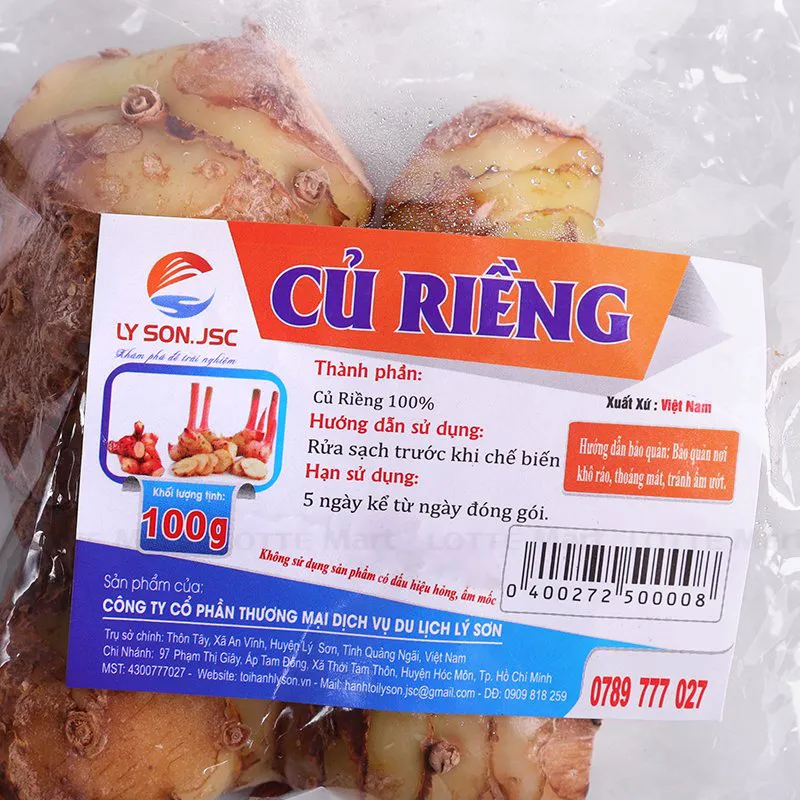 LY SON.JSC
Khám phá để trải nghiệm
CỦ RIỀNG
Thành phần:
Củ Riềng 100%
Xuất Xứ : Việt Nam
Hướng dẫn sử dụng:
Rửa sạch trước khi chế biến
Hướng dẫn bảo quản: Bảo quản nơi
khô ráo, thoáng mát, tránh ẩm ướt.
Hạn sử dụng:
5 ngày kể từ ngày đóng gói.
Khối lượng tịnh:
100g
Không sử dụng sản phẩm có dấu hiệu hỏng, ẩm mốc
0 400272 500008
LOTTE Mart
Sản phẩm của:
CÔNG TY CỔ PHẦN THƯƠNG MẠI DỊCH VỤ DU LỊCH LÝ SƠN
Trụ sở chính: Thôn Tây, Xã An Vĩnh, Huyện Lý Sơn, Tỉnh Quảng Ngãi, Việt Nam
Chi Nhánh: 97 Phạm Thị Giây, Ấp Tam Đông, Xã Thới Tam Thôn, Huyện Hóc Môn, Tp. Hồ Chí Minh
MST: 4300777027 - Website: toihanhlyson.vn - Mail: hanhtoilyson.jsc@gmail.com - DĐ: 0909 818 259
0789 777 027